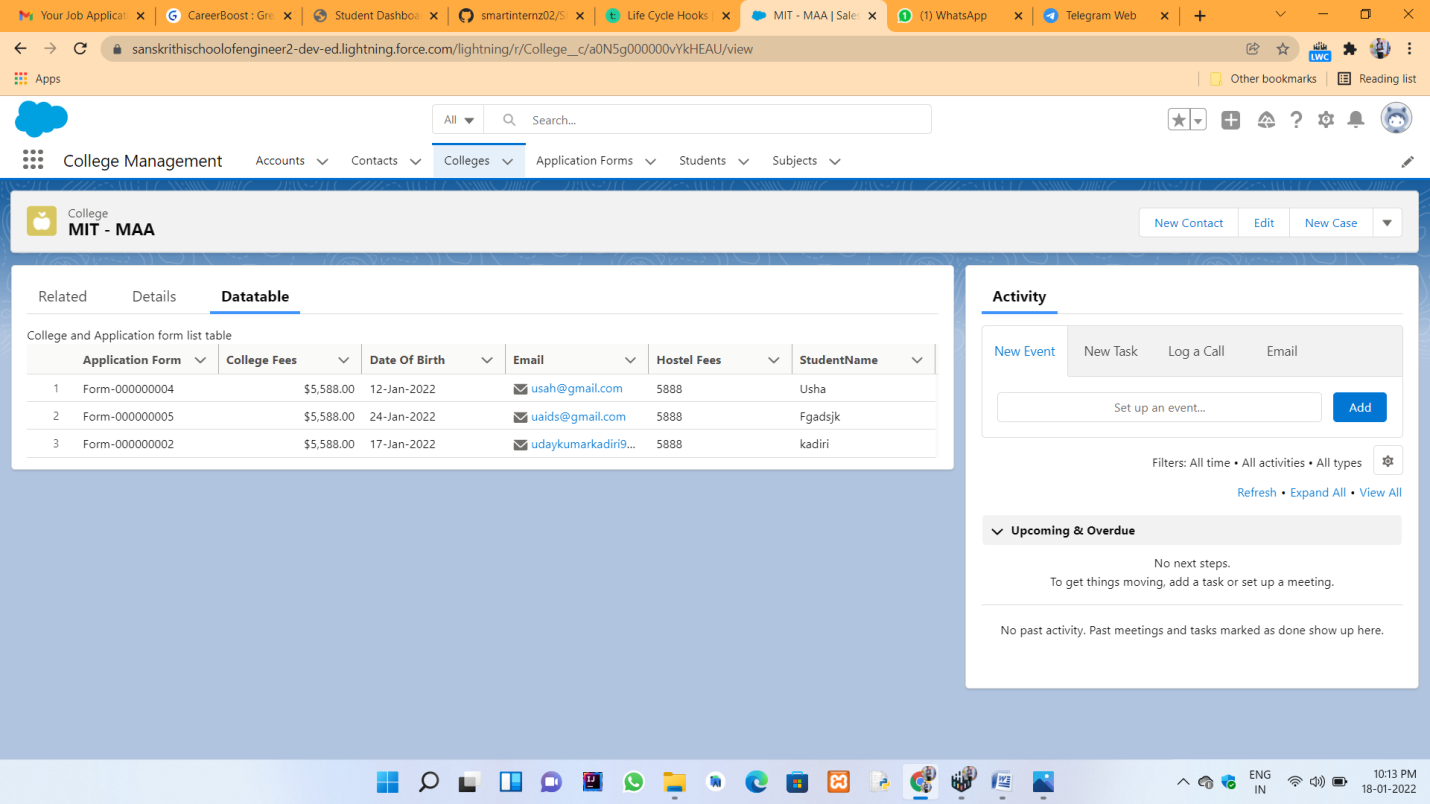 Your Job Applicat
CareerBoost : Gre
Student Dashboa
smartinternz02/S
Life Cycle Hooks
MIT - MAA | Sales
(1) WhatsApp
Telegram Web
sanskrithischoolofengineer2-dev-ed.lightning.force.com/lightning/r/College__c/a0N5g000000vYkHEAU/view
LWC
Apps
Other bookmarks
Reading list
All
Search...
College Management
Accounts
Contacts
Colleges
Application Forms
Students
Subjects
College
MIT - MAA
New Contact
Edit
New Case
Related
Details
Datatable
College and Application form list table
Application Form College Fees Date Of Birth Email Hostel Fees StudentName
1 Form-000000004 $5,588.00 12-Jan-2022 usah@gmail.com 5888 Usha
2 Form-000000005 $5,588.00 24-Jan-2022 uaids@gmail.com 5888 Fgadsjk
3 Form-000000002 $5,588.00 17-Jan-2022 udaykumarkadiri9... 5888 kadiri
Activity
New Event
New Task
Log a Call
Email
Set up an event...
Add
Filters: All time • All activities • All types
Refresh • Expand All • View All
Upcoming & Overdue
No next steps.
To get things moving, add a task or set up a meeting.
No past activity. Past meetings and tasks marked as done show up here.
ENG
IN
10:13 PM
18-01-2022